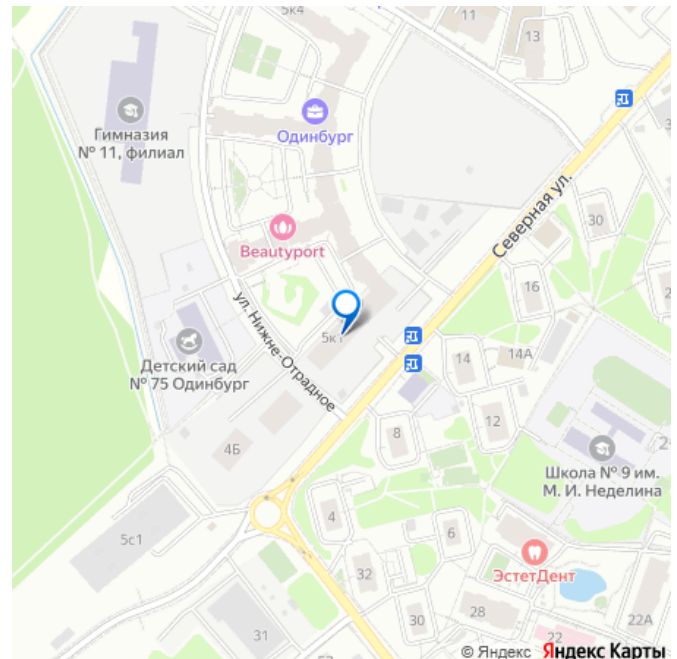 5к4
11
13
Гимназия
№ 11, филиал
Одинбург
Северная ул.
30
Beautyport
16
ул. Нижне-Отрадное
5к1
Детский сад
№ 75 Одинбург
14
14А
12
8
4Б
Школа № 9 им.
М. И. Неделина
4
5с1
6
ЭстетДент
32
28
30
22А
31
22
© Яндекс Яндекс Карты